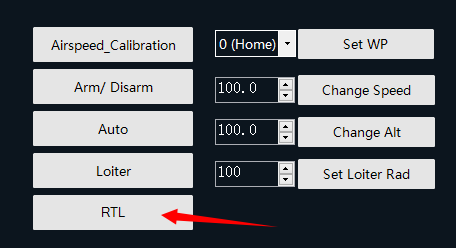 Airspeed_Calibration 0 (Home) Set WP
Arm/ Disarm 100.0 Change Speed
Auto 100.0 Change Alt
Loiter 100 Set Loiter Rad
RTL